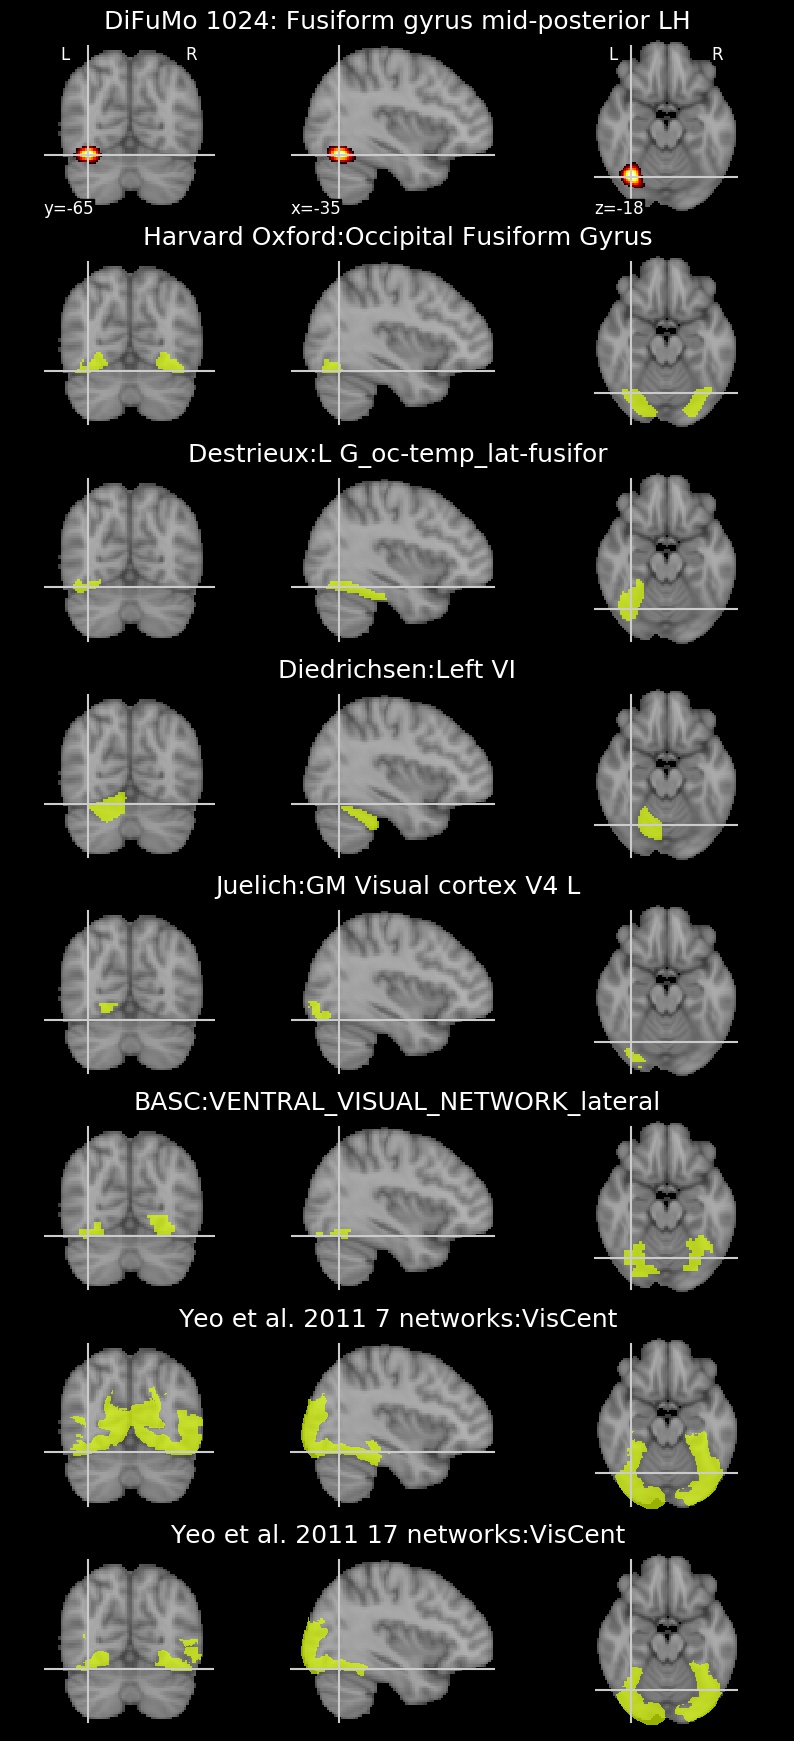 DiFuMo 1024: Fusiform gyrus mid-posterior LH
L R L R
y=-65 x=-35 z=-18
Harvard Oxford:Occipital Fusiform Gyrus
Destrieux:L G_oc-temp_lat-fusifor
Diedrichsen:Left VI
Juelich:GM Visual cortex V4 L
BASC:VENTRAL_VISUAL_NETWORK_lateral
Yeo et al. 2011 7 networks:VisCent
Yeo et al. 2011 17 networks:VisCent